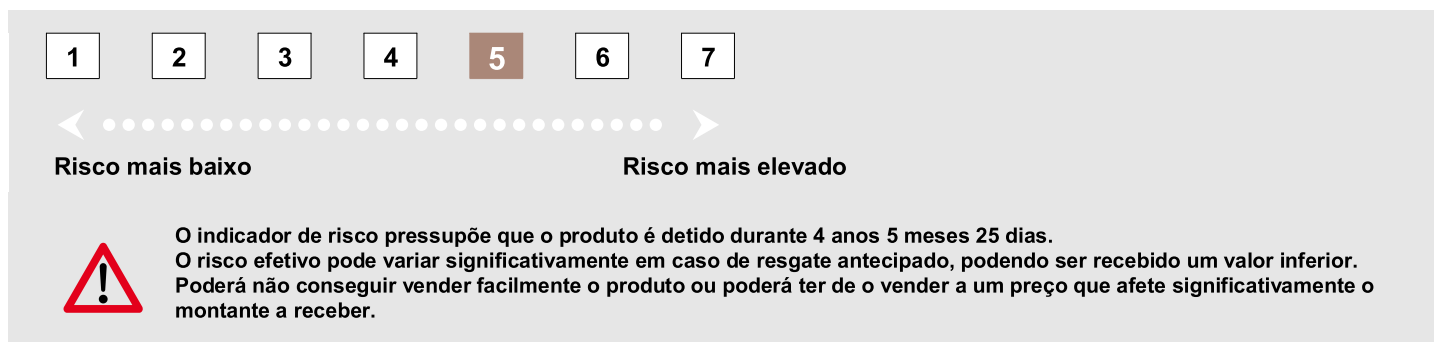 1 2 3 4 5 6 7
Risco mais baixo Risco mais elevado
O indicador de risco pressupõe que o produto é detido durante 4 anos 5 meses 25 dias.
O risco efetivo pode variar significativamente em caso de resgate antecipado, podendo ser recebido um valor inferior.
Poderá não conseguir vender facilmente o produto ou poderá ter de o vender a um preço que afete significativamente o
montante a receber.